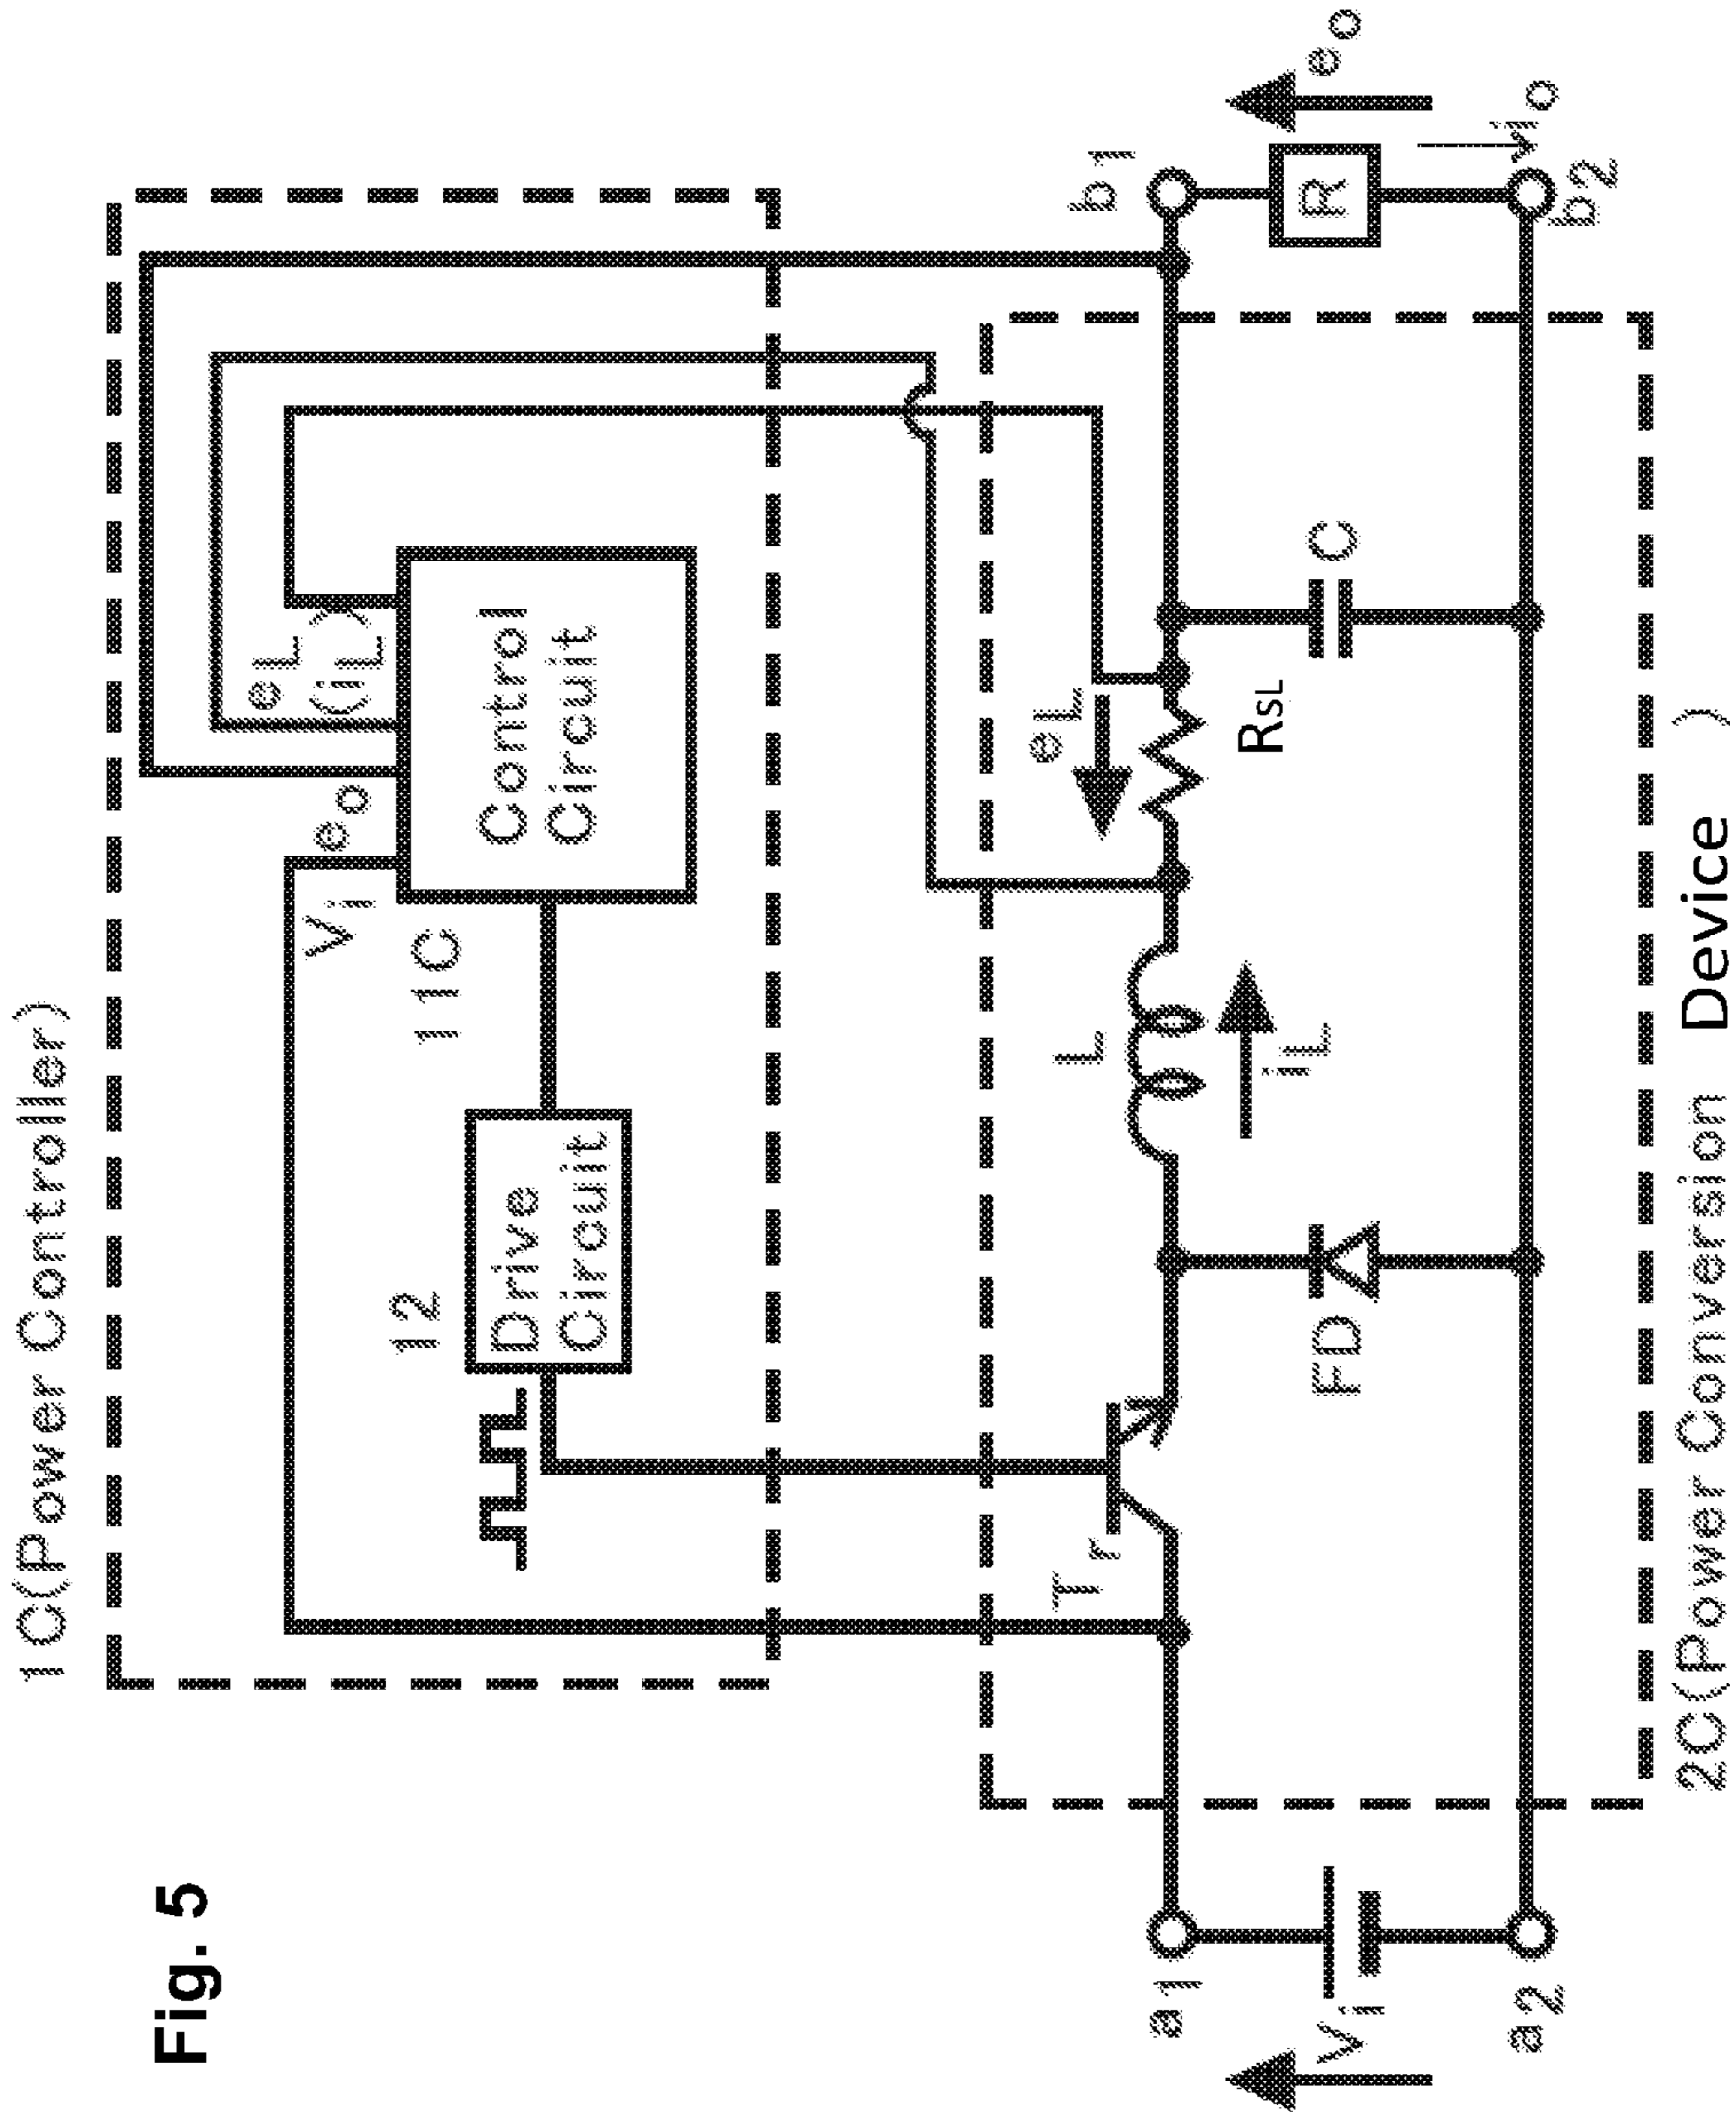 Fig. 5
1C(Power Controller)
Vi
eo
eL
(iL)
11C
12
Drive
Circuit
Control
Circuit
Tr
L
eL
iL
RSL
FD
C
a1
Vi
a2
b1
R
eo
io
b2
2C(Power Conversion Device )